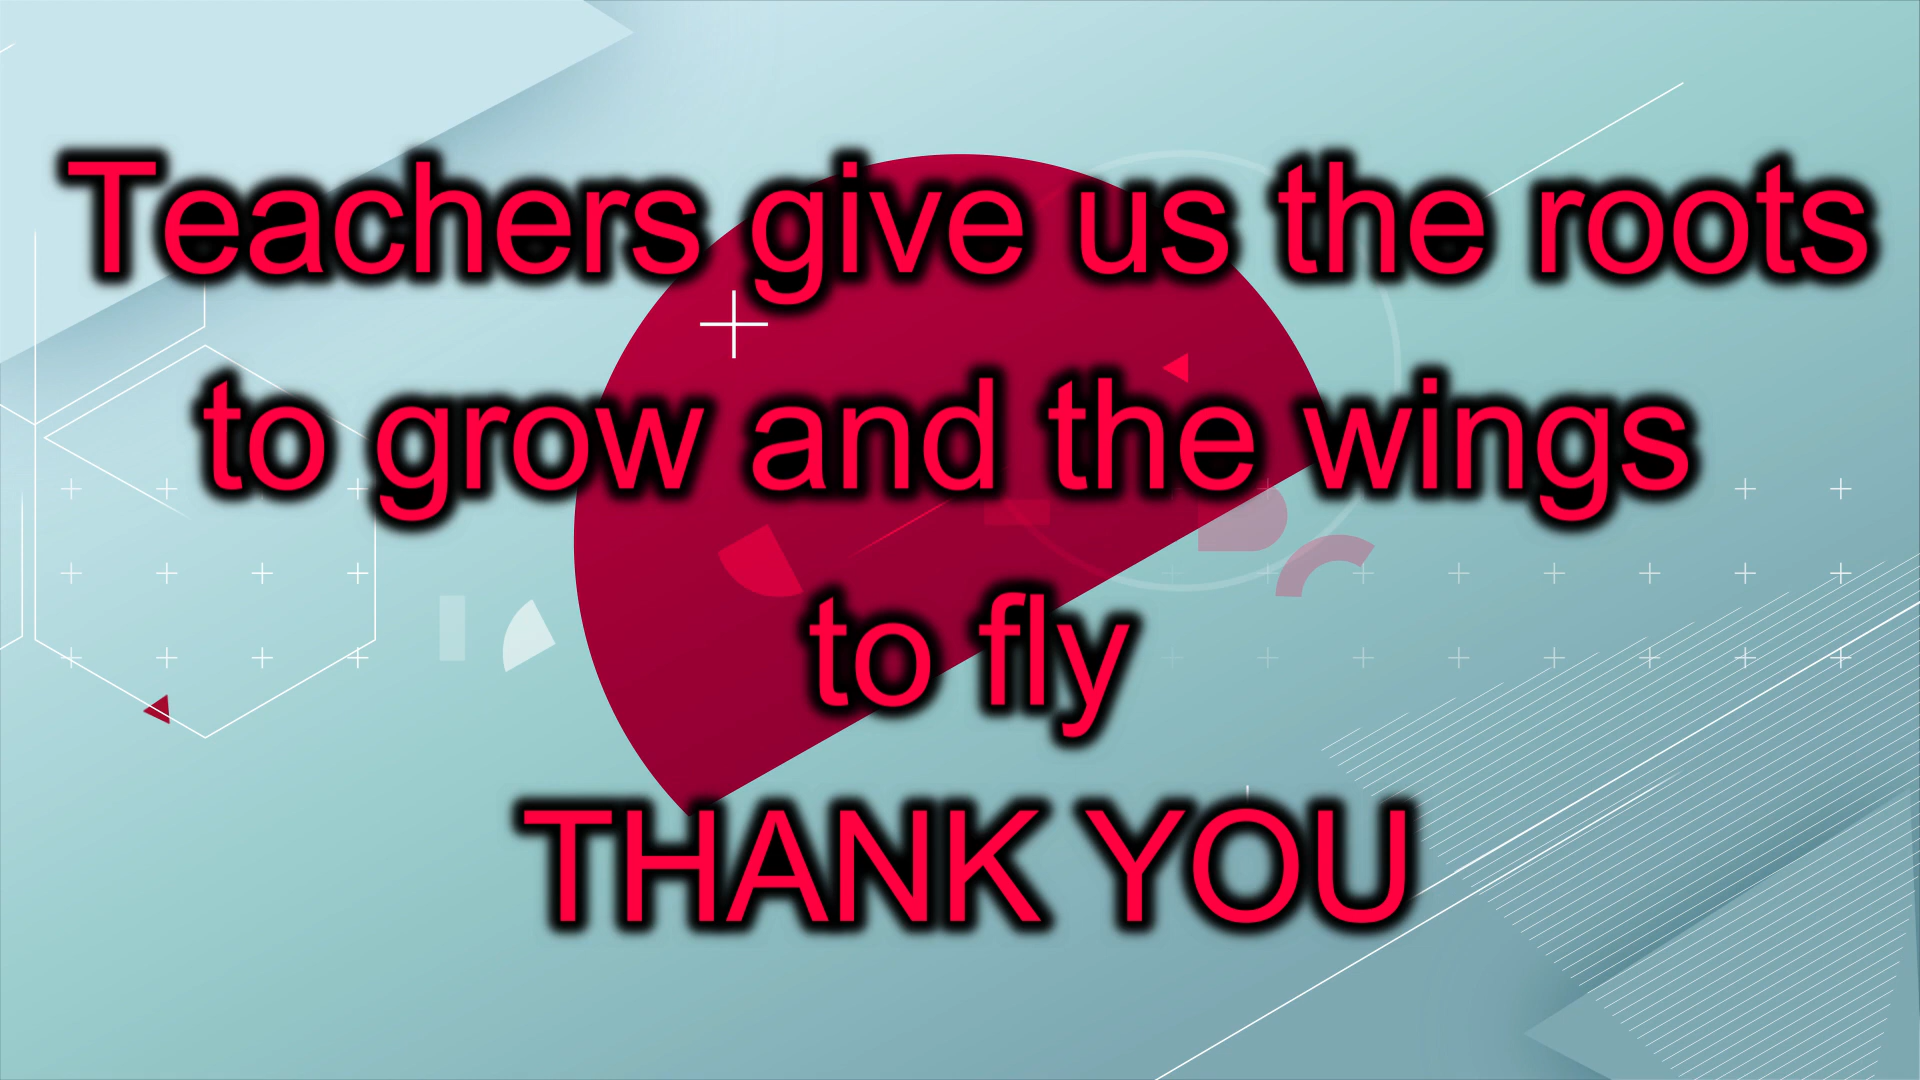 Teachers give us the roots
to grow and the wings
to fly
THANK YOU